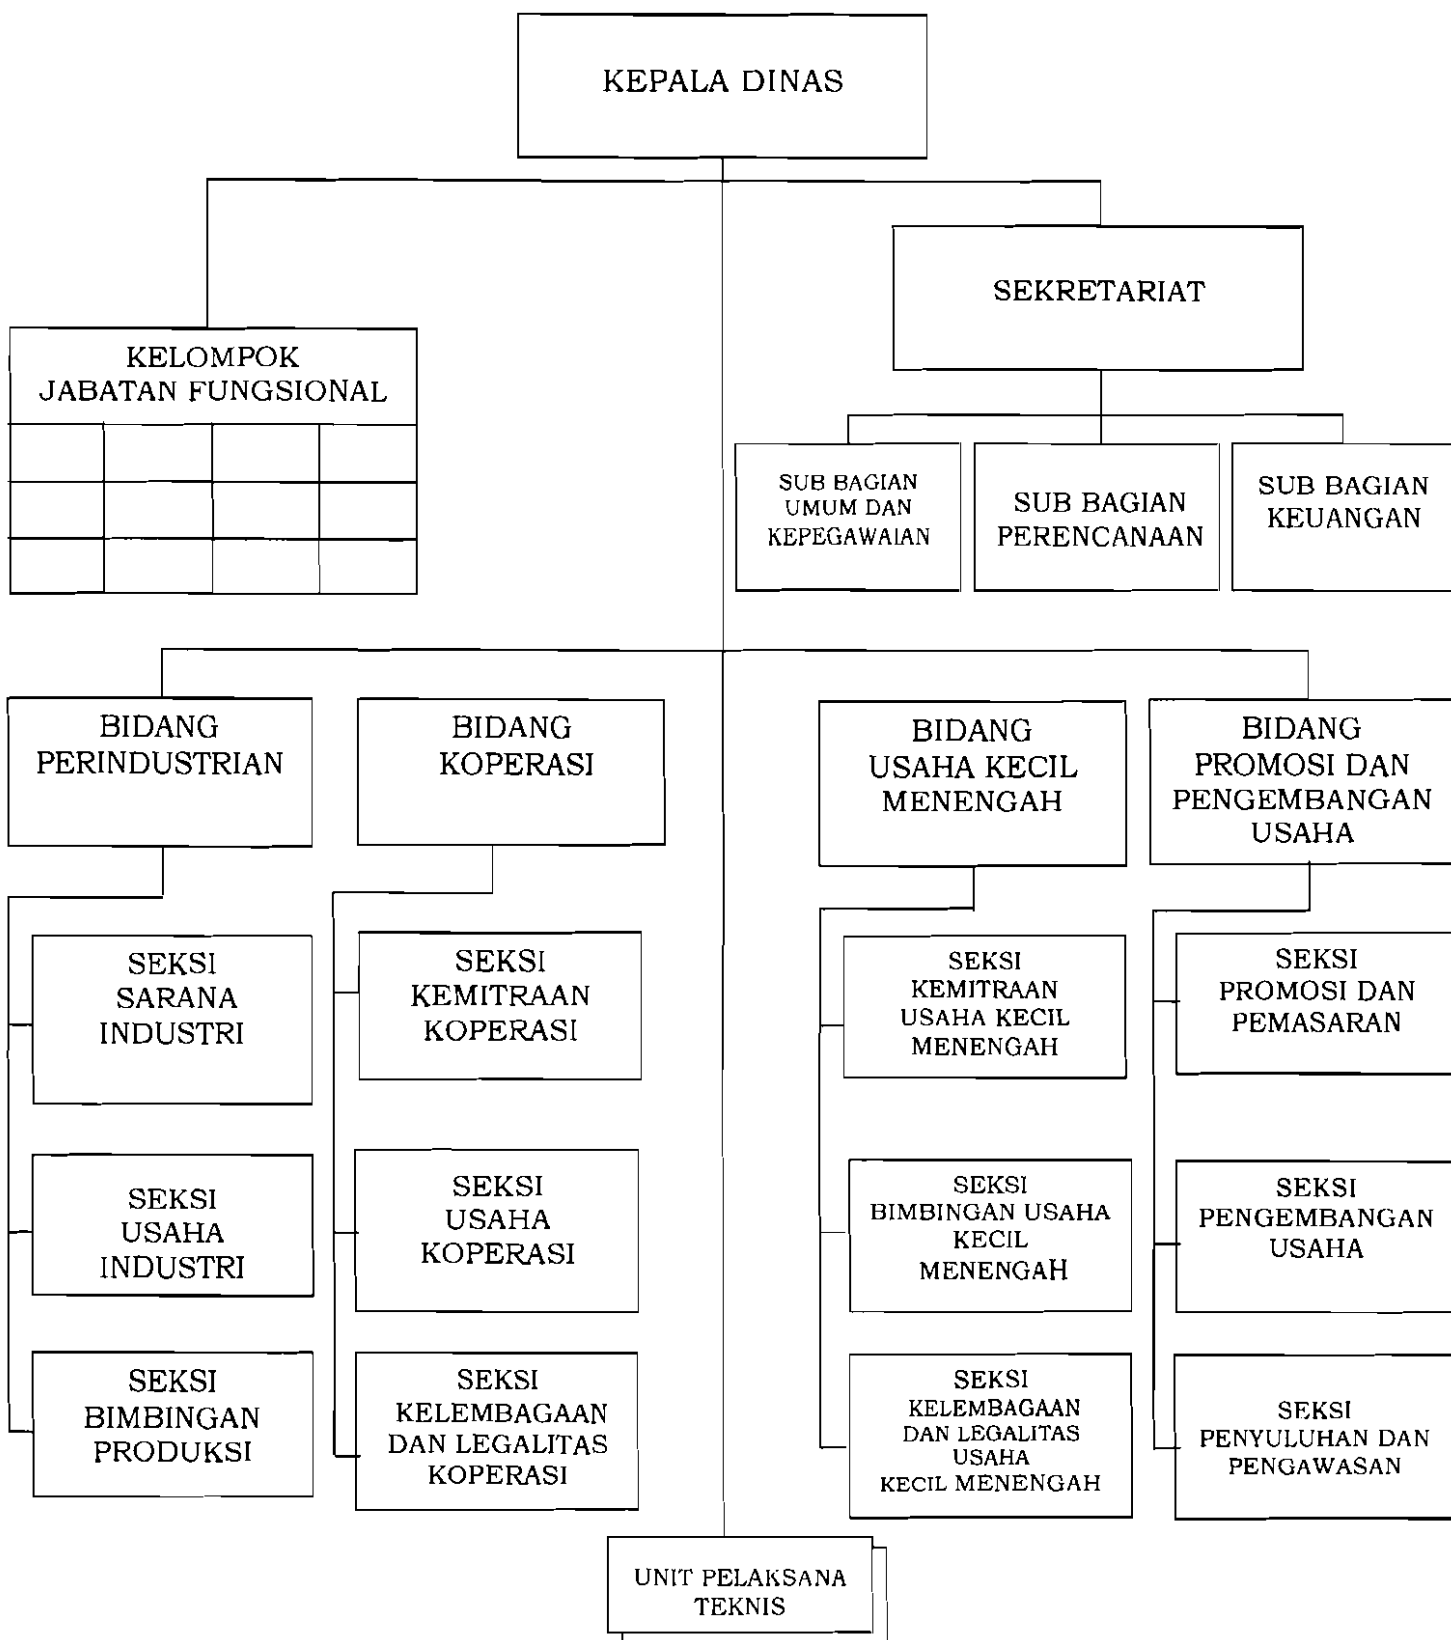 KEPALA DINAS
SEKRETARIAT
KELOMPOK
JABATAN FUNGSIONAL
SUB BAGIAN
UMUM DAN
KEPEGAWAIAN
SUB BAGIAN
PERENCANAAN
SUB BAGIAN
KEUANGAN
BIDANG
PERINDUSTRIAN
BIDANG
KOPERASI
BIDANG
USAHA KECIL
MENENGAH
BIDANG
PROMOSI DAN
PENGEMBANGAN
USAHA
SEKSI
SARANA
INDUSTRI
SEKSI
KEMITRAAN
KOPERASI
SEKSI
KEMITRAAN
USAHA KECIL
MENENGAH
SEKSI
PROMOSI DAN
PEMASARAN
SEKSI
USAHA
INDUSTRI
SEKSI
USAHA
KOPERASI
SEKSI
BIMBINGAN USAHA
KECIL
MENENGAH
SEKSI
PENGEMBANGAN
USAHA
SEKSI
BIMBINGAN
PRODUKSI
SEKSI
KELEMBAGAAN
DAN LEGALITAS
KOPERASI
SEKSI
KELEMBAGAAN
DAN LEGALITAS
USAHA
KECIL MENENGAH
SEKSI
PENYULUHAN DAN
PENGAWASAN
UNIT PELAKSANA
TEKNIS